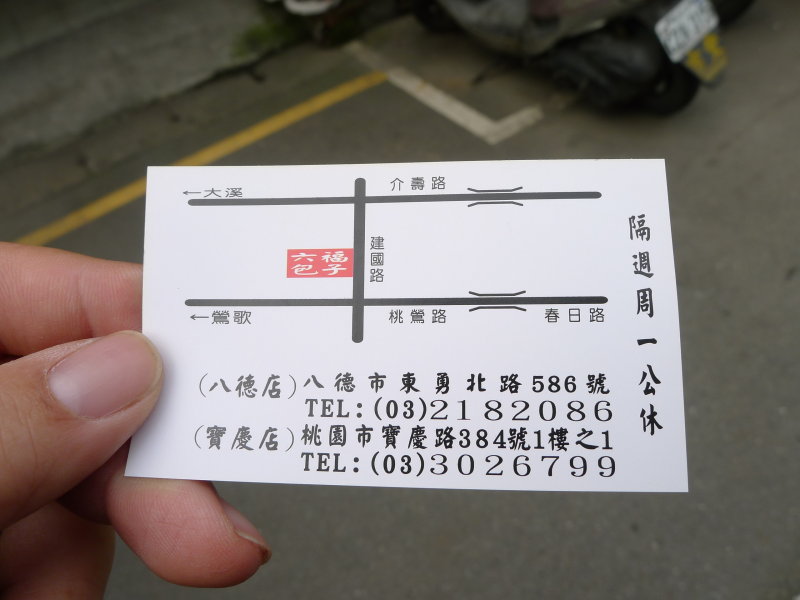 ←大溪
介壽路
建國路
六福
包子
←鶯歌
桃鶯路
春日路
隔週周一公休
(八德店)八德市東勇北路586號
TEL:(03)2182086
(寶慶店)桃園市寶慶路384號1樓之1
TEL:(03)3026799